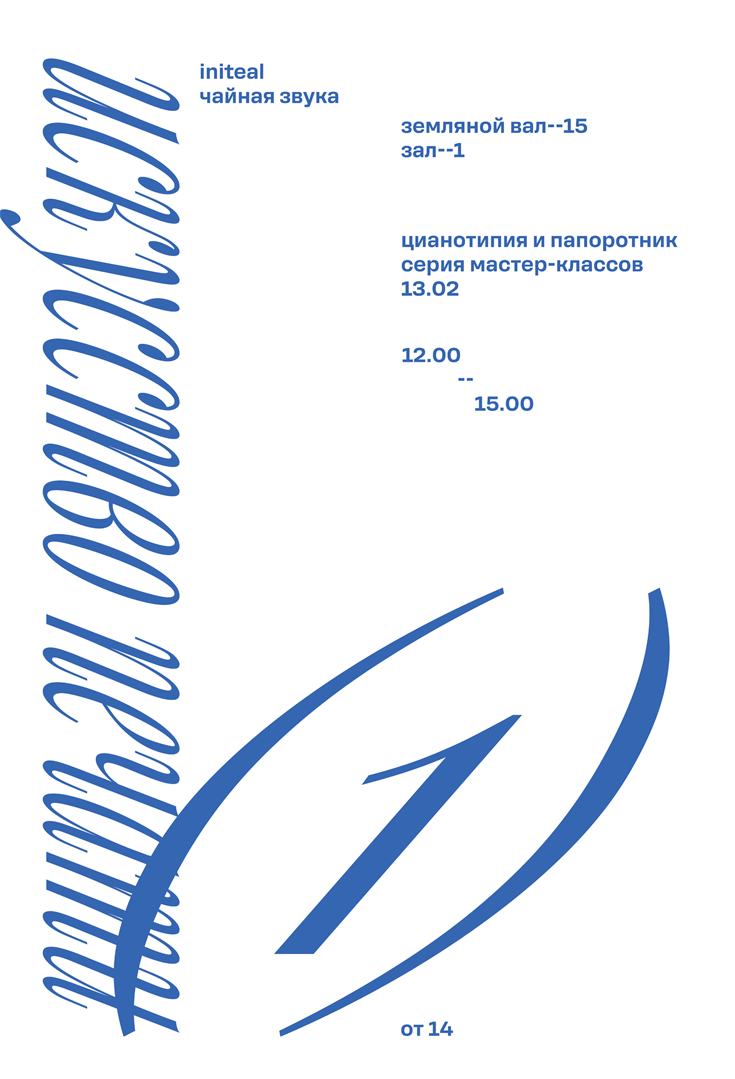 искусство печати
initeal
чайная звука
земляной вал--15
зал--1
цианотипия и папоротник
серия мастер-классов
13.02
12.00
--
15.00
(1)
от 14